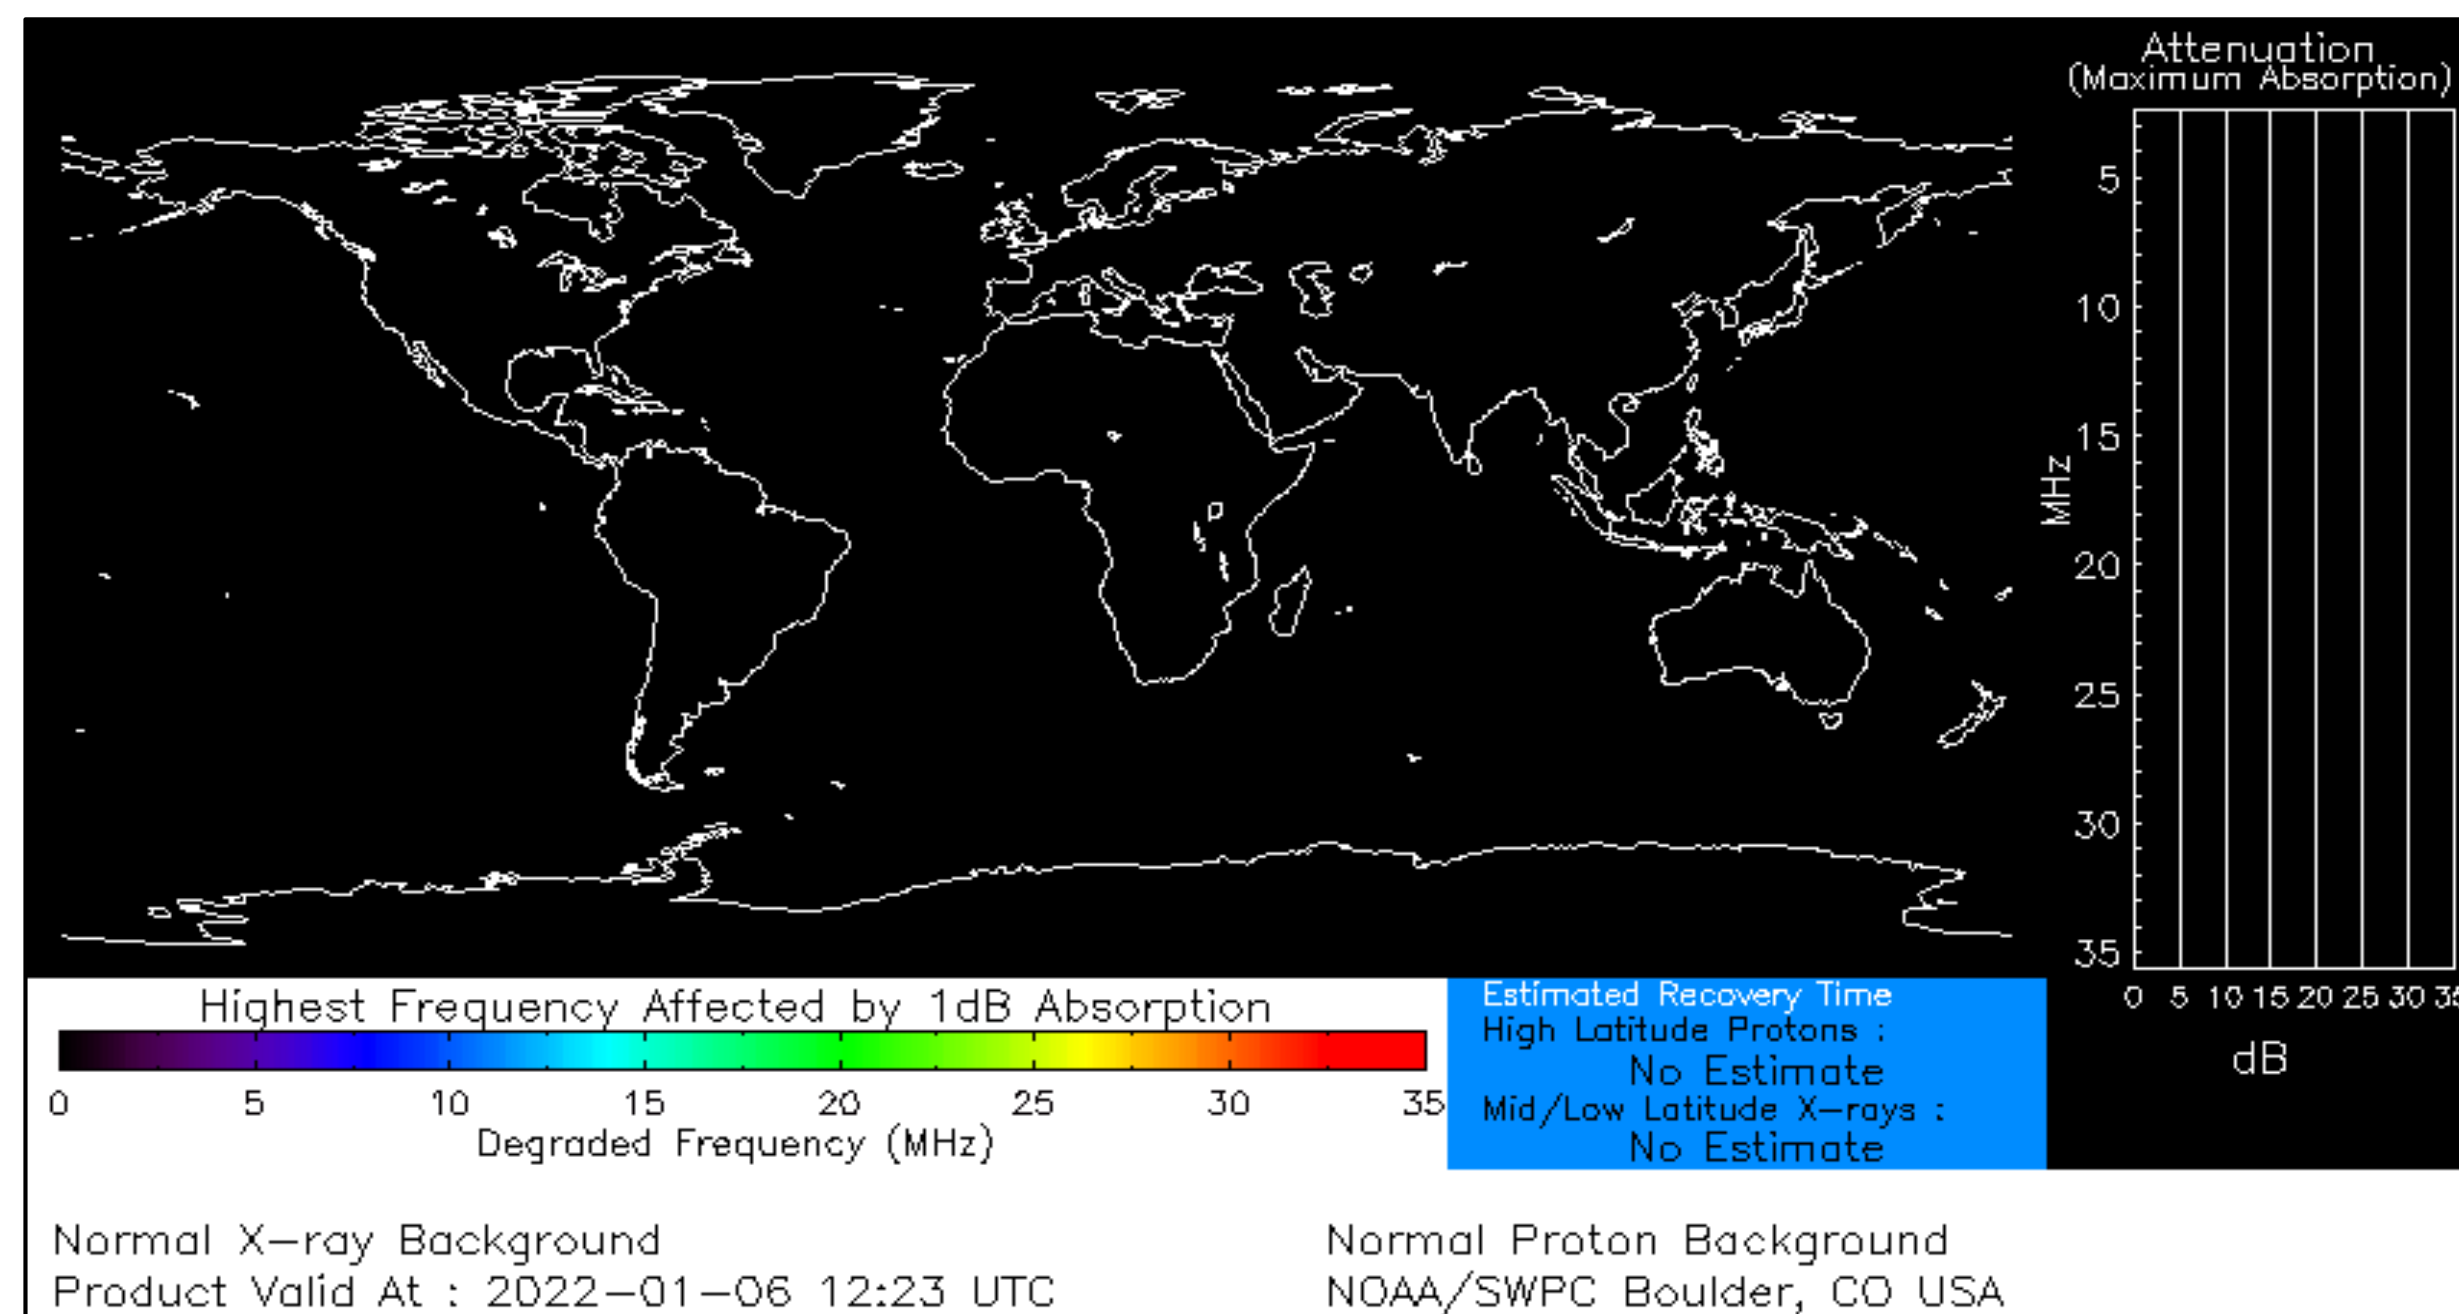 Attenuation
(Maximum Absorption)
5
10
15
20
25
30
35
MHz
0 5 10 15 20 25 30
dB
Highest Frequency Affected by 1dB Absorption
0 5 10 15 20 25 30 35
Degraded Frequency (MHz)
Estimated Recovery Time
High Latitude Protons :
No Estimate
Mid/Low Latitude X-rays :
No Estimate
Normal X-ray Background
Normal Proton Background
Product Valid At : 2022-01-06 12:23 UTC
NOAA/SWPC Boulder, CO USA